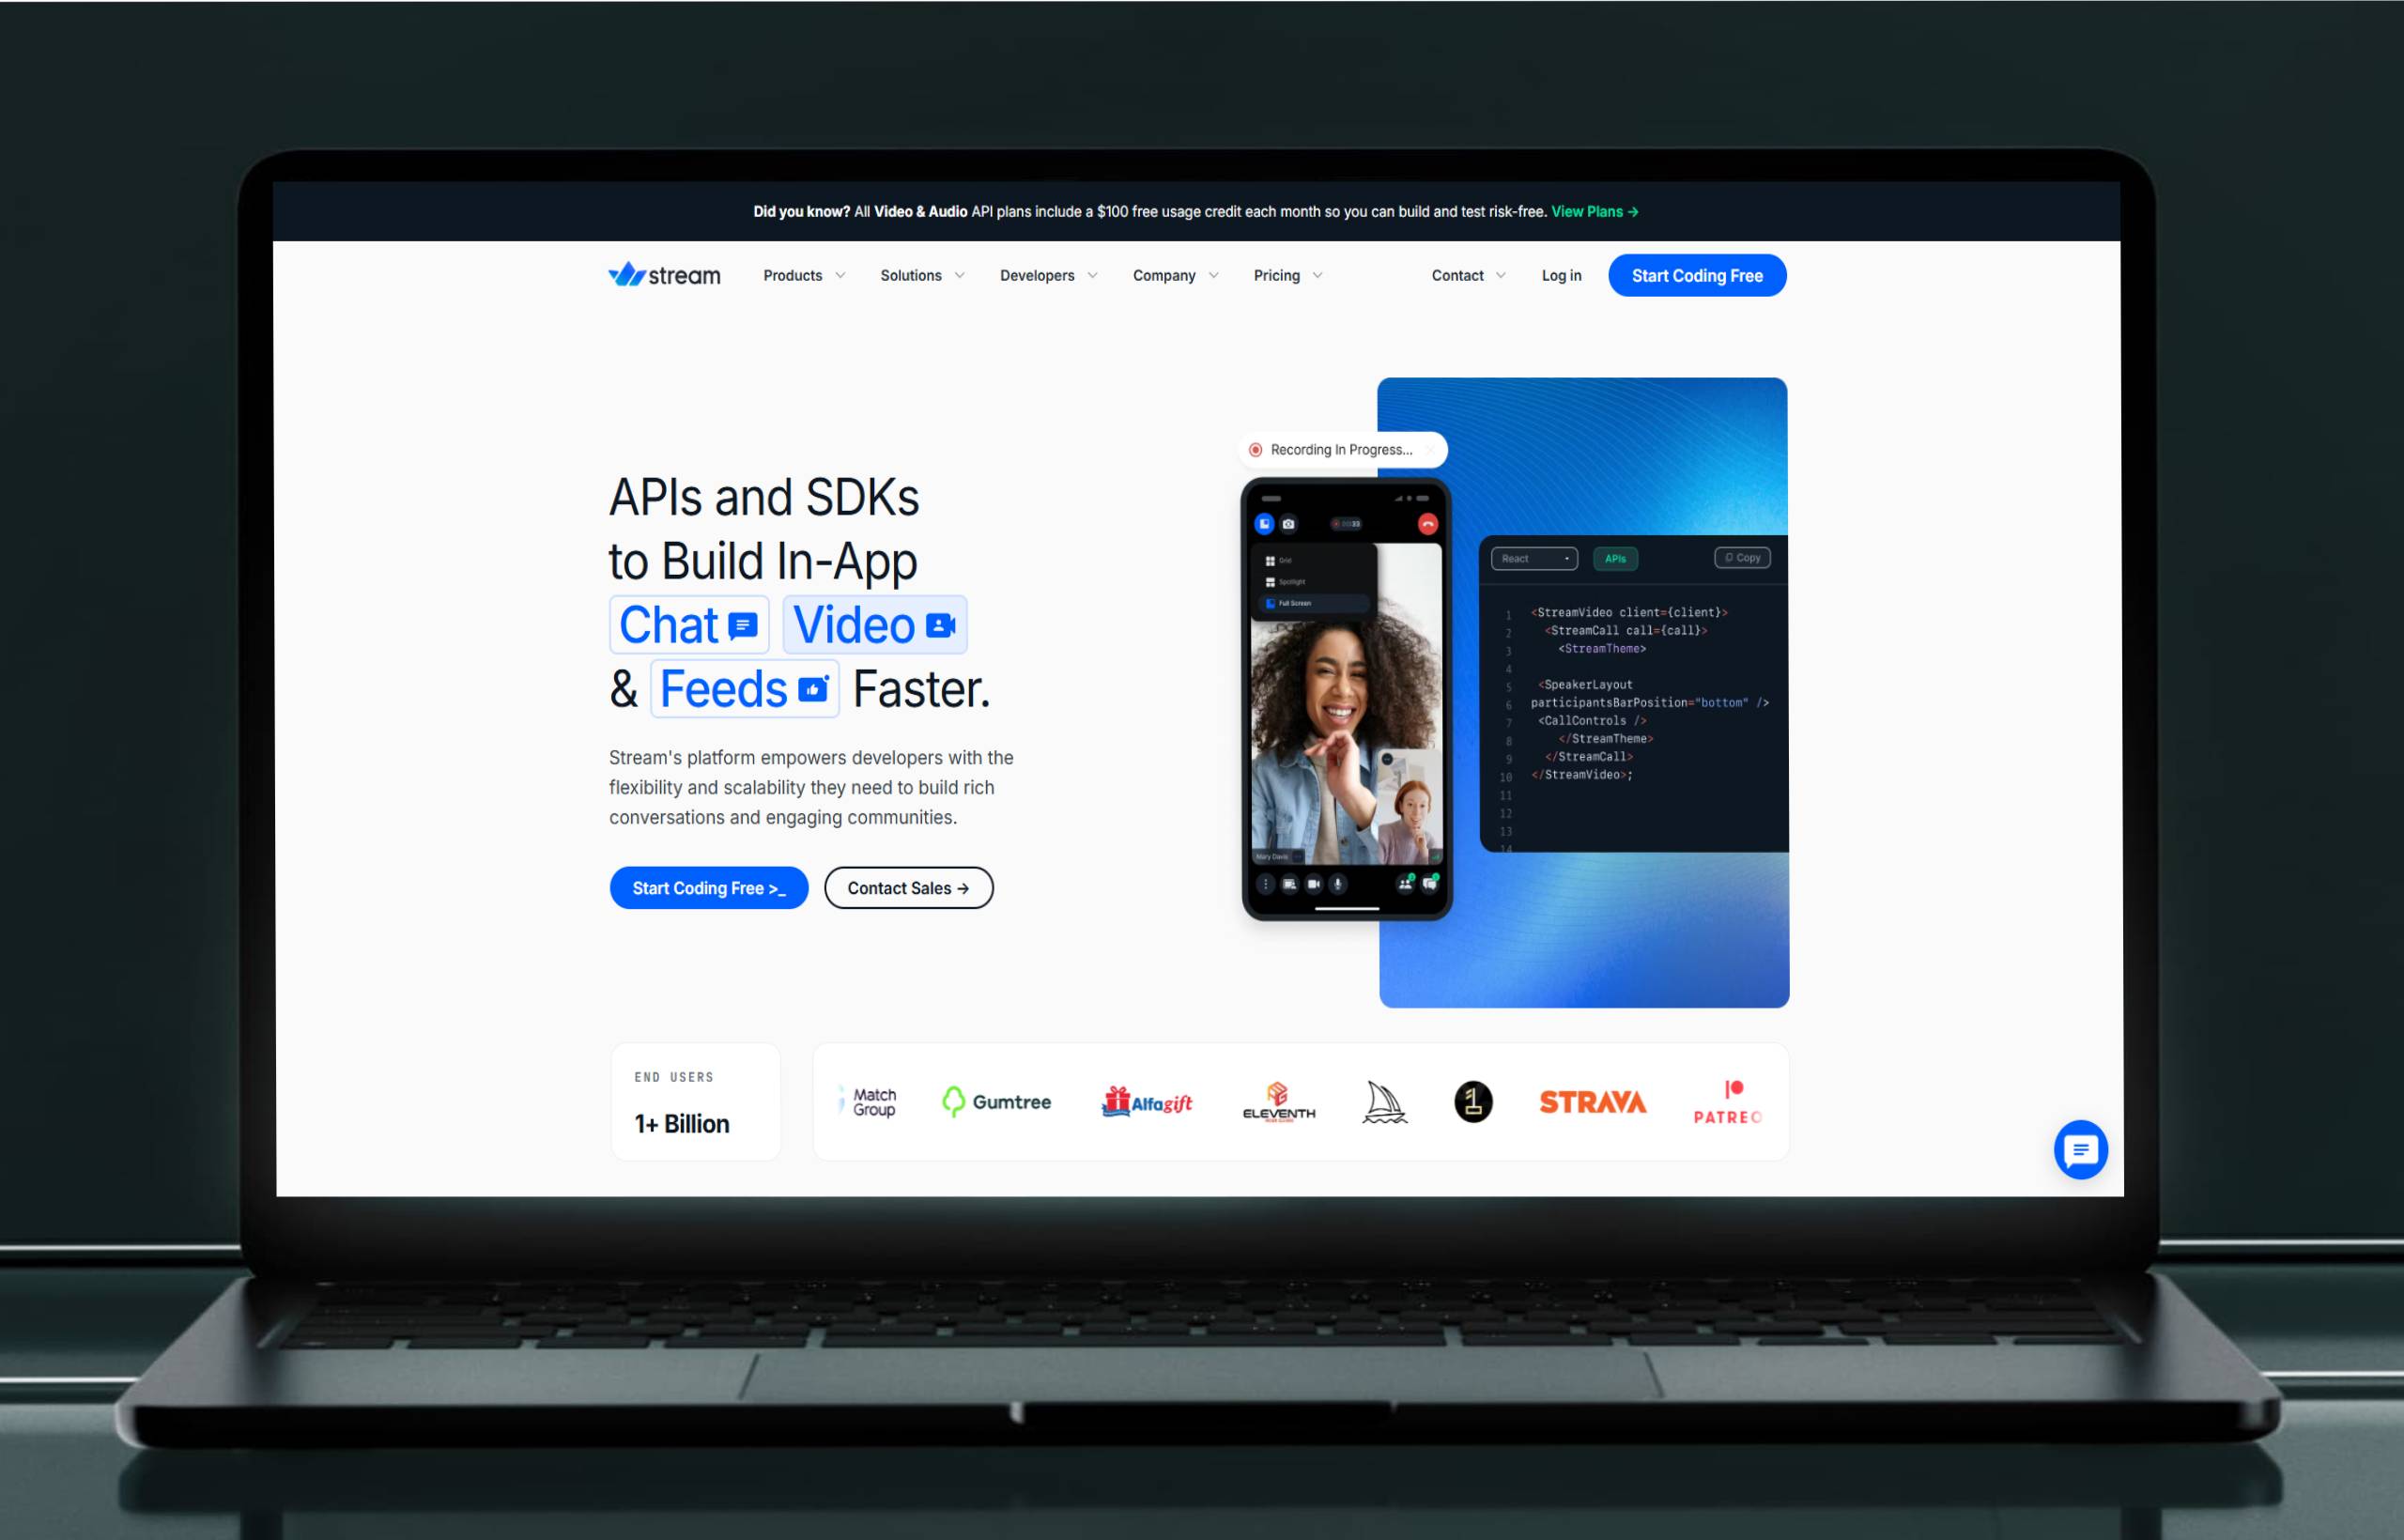 Did you know? All Video & Audio API plans include a $100 free usage credit each month so you can build and test risk-free. View Plans →
stream Products Solutions Developers Company Pricing Contact Log in Start Coding Free
APIs and SDKs
to Build In-App
Chat Video
& Feeds Faster.
Stream's platform empowers developers with the
flexibility and scalability they need to build rich
conversations and engaging communities.
Start Coding Free >_ Contact Sales →
Recording In Progress...
Grid
Spotlight
Full Screen
Mary Davis
React APIs Copy
1 <StreamVideo client={client}>
2 <StreamCall call={call}>
3 <StreamTheme>
4
5 <SpeakerLayout
6 participantsBarPosition="bottom" />
7 <CallControls />
8 </StreamTheme>
9 </StreamCall>
10 </StreamVideo>;
11
12
13
14
END USERS
1+ Billion
Match
Group
Gumtree
Alfagift
ELEVENTH
1
STRAVA
PATREO